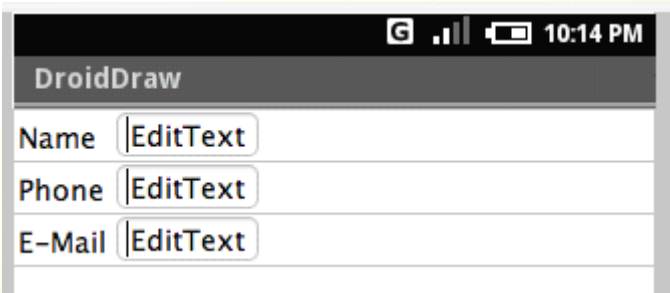 G 10:14 PM
DroidDraw
Name EditText
Phone EditText
E-Mail EditText